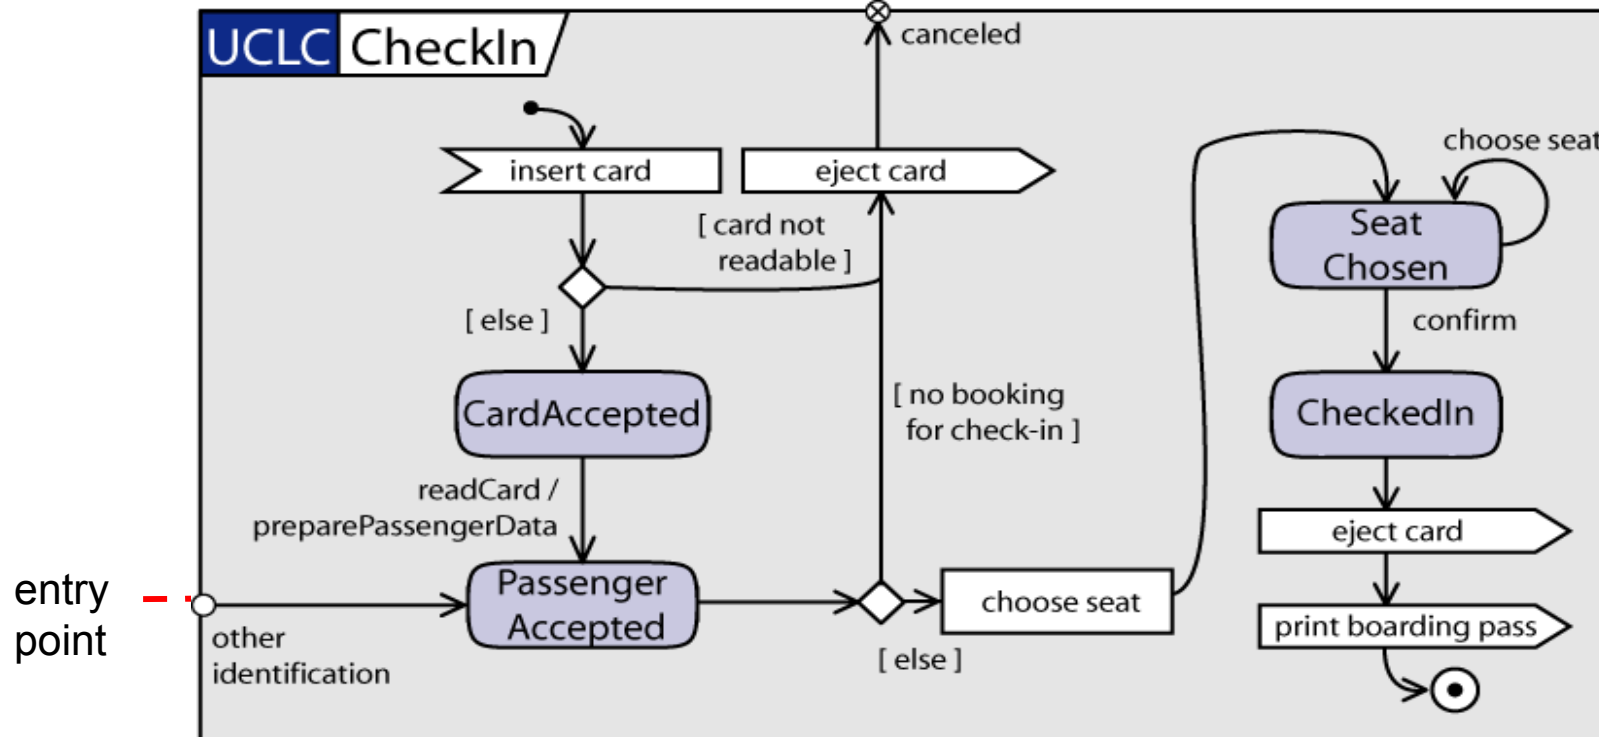 UCLC CheckIn
canceled
insert card
eject card
choose seat
[ card not
readable ]
Seat
Chosen
[ else ]
confirm
CardAccepted
[ no booking
for check-in ]
CheckedIn
readCard /
preparePassengerData
eject card
entry
point
Passenger
Accepted
choose seat
print boarding pass
other
identification
[ else ]